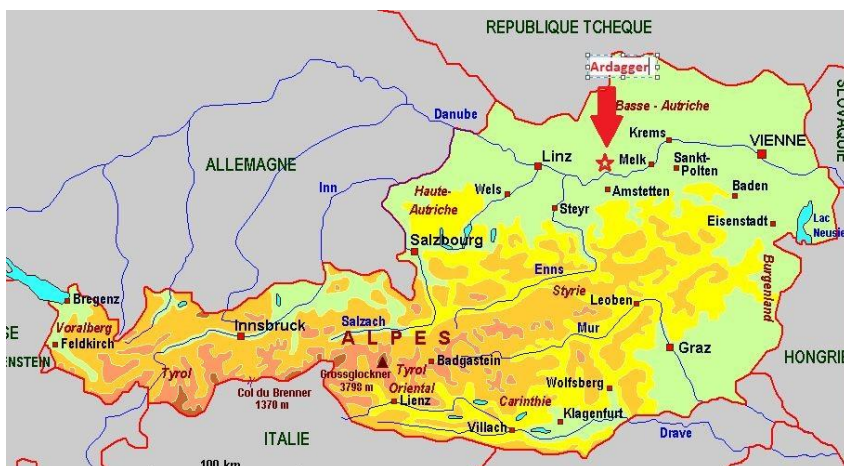 REPUBLIQUE TCHEQUE
Ardagger
SLOVAQUIE
Danube
Basse - Autriche
Krems
VIENNE
ALLEMAGNE
Linz
Melk
Sankt-
Polten
Inn
Haute-
Autriche
Wels
Amstetten
Baden
Steyr
Eisenstadt
Lac
Neusie
Salzbourg
Enns
Burgenland
Bregenz
Styrie
Leoben
Voralberg
Innsbruck
Salzach
ALPES
Mur
SE
Feldkirch
Graz
ENSTEIN
Tyrol
Grossglockner
3798 m
Tyrol
Oriental
Badgastein
HONGRIE
Col du Brenner
1370 m
Lienz
Wolfsberg
Carinthie
Klagenfurt
Villach
Drave
ITALIE
100 km